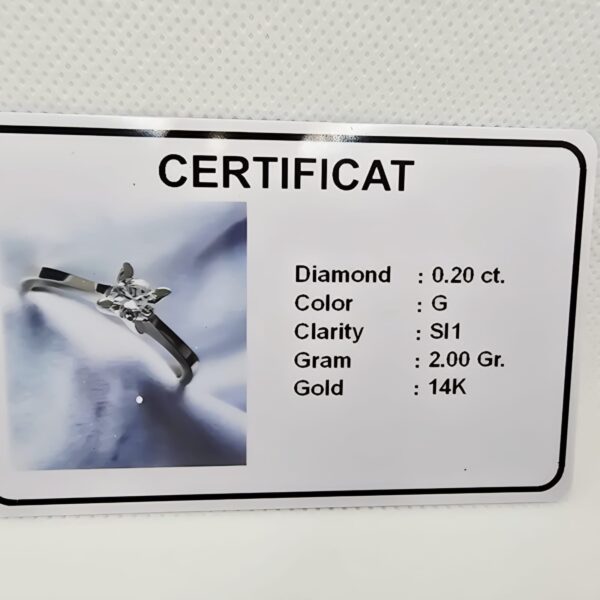 CERTIFICAT
Diamond : 0.20 ct.
Color : G
Clarity : SI1
Gram : 2.00 Gr.
Gold : 14K